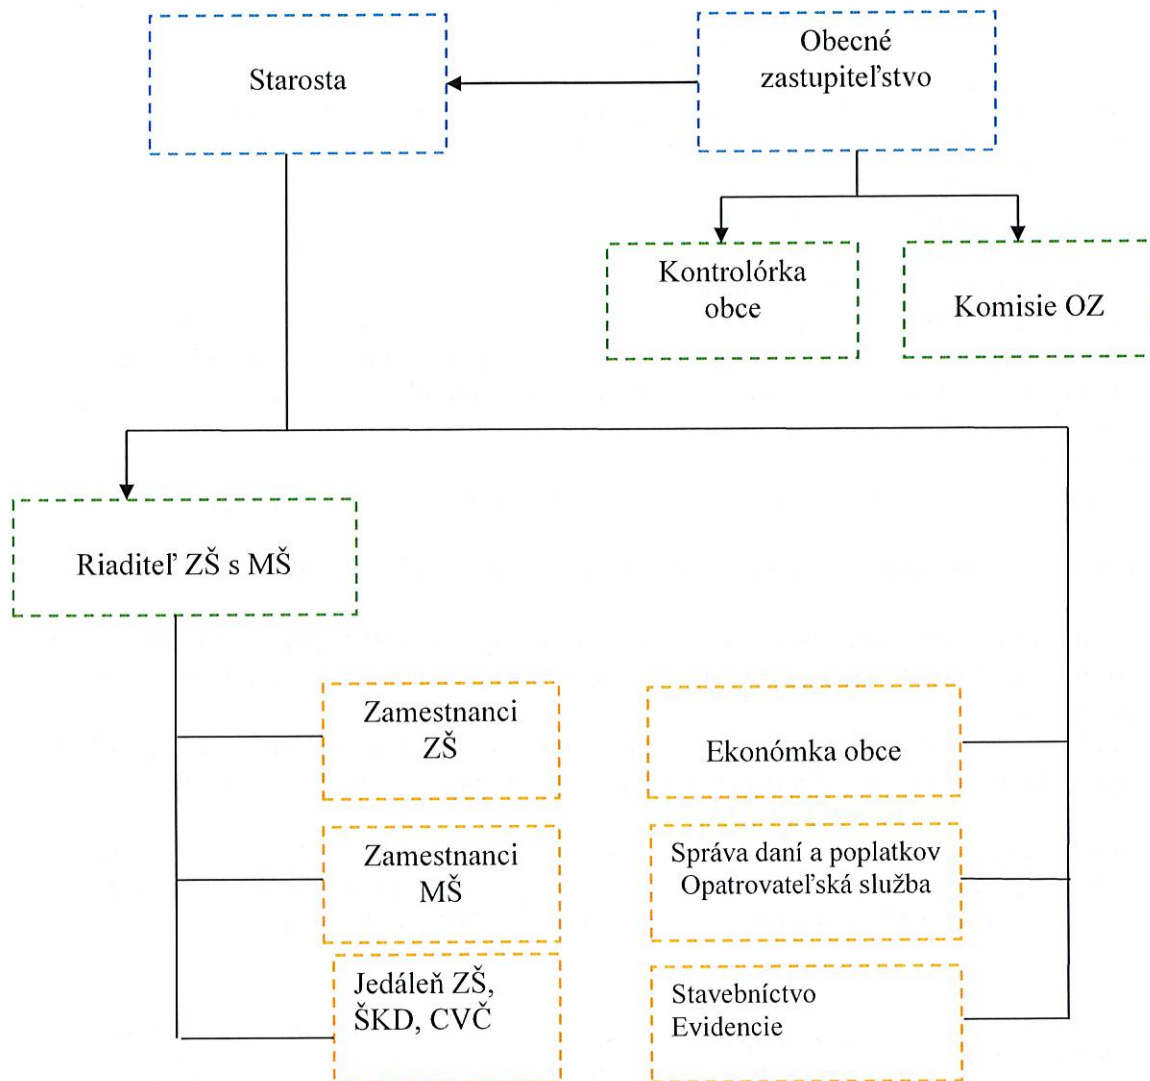 Starosta
Obecné
zastupiteľstvo
Kontrolórka
obce
Komisie OZ
Riaditeľ ZŠ s MŠ
Zamestnanci
ZŠ
Ekonómka obce
Zamestnanci
MŠ
Správa daní a poplatkov
Opatrovateľská služba
Jedáleň ZŠ,
ŠKD, CVČ
Stavebníctvo
Evidencie